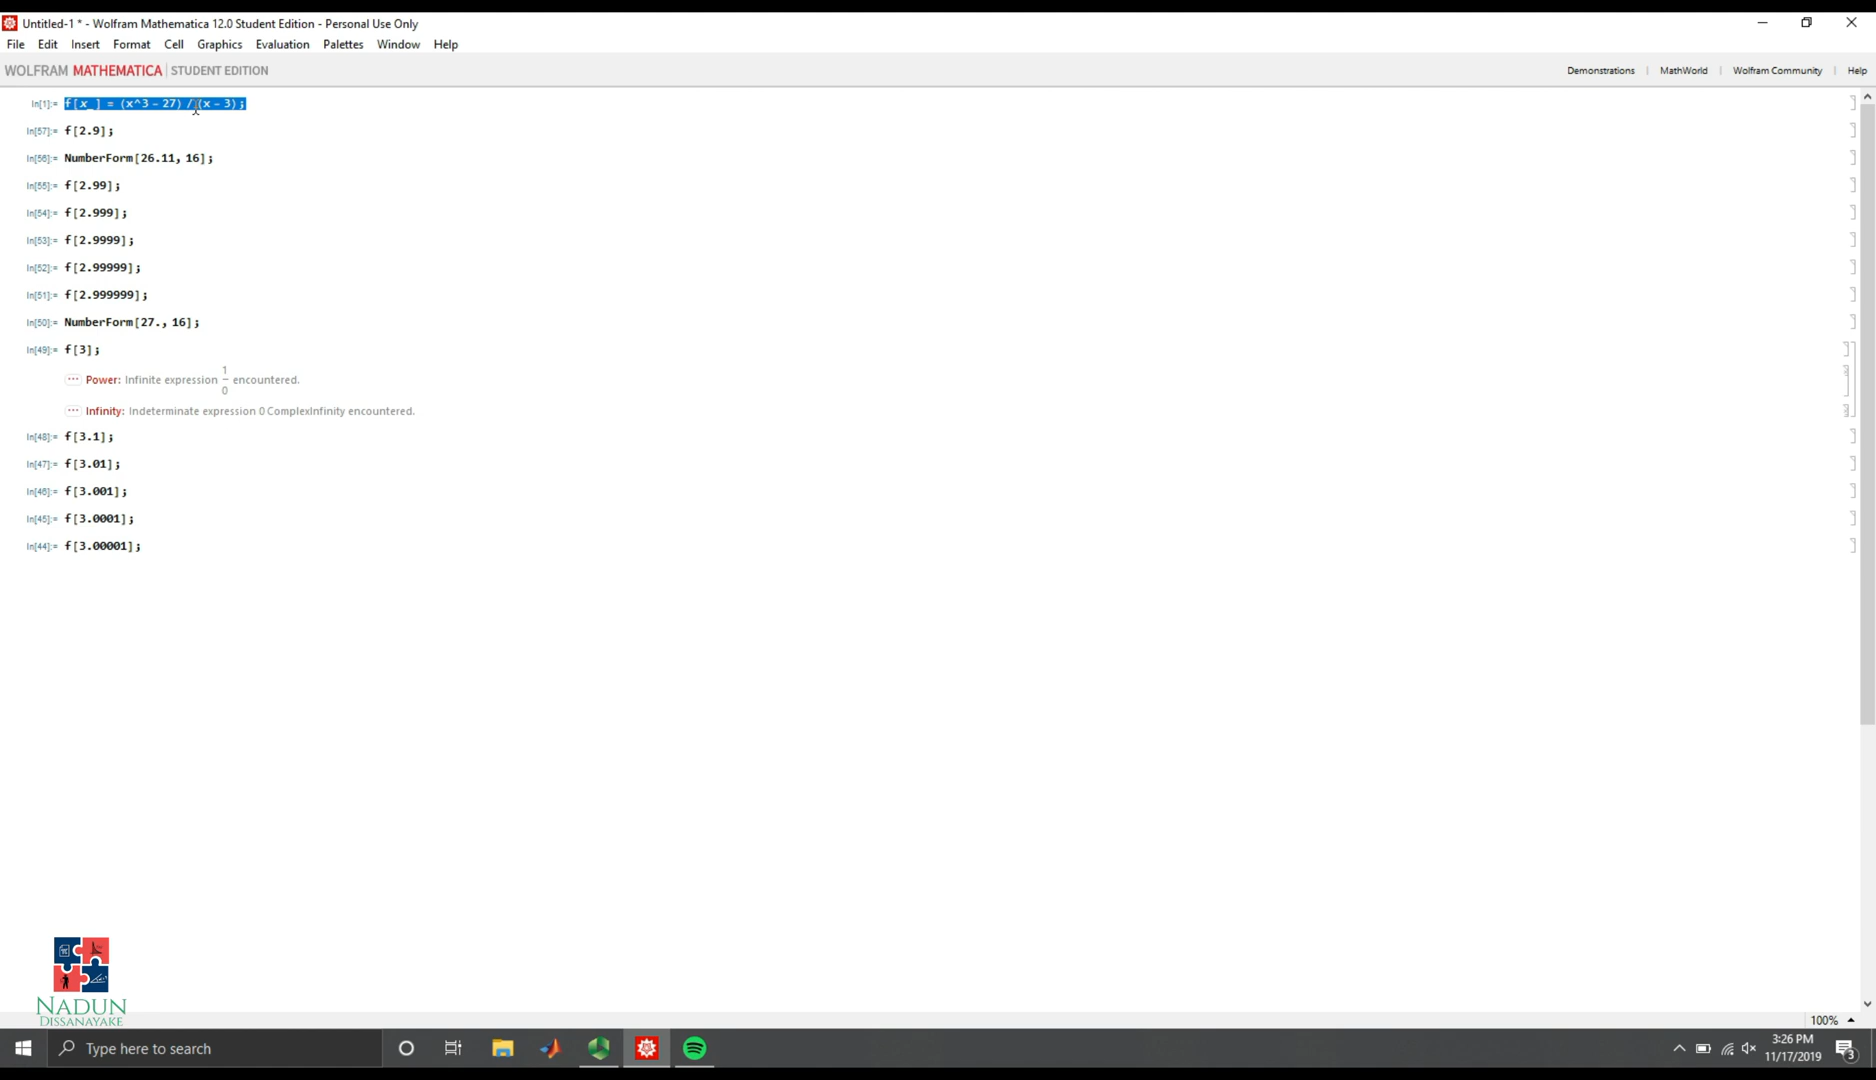 Untitled-1 * - Wolfram Mathematica 12.0 Student Edition - Personal Use Only
File Edit Insert Format Cell Graphics Evaluation Palettes Window Help
WOLFRAM MATHEMATICA | STUDENT EDITION
Demonstrations | MathWorld | Wolfram Community | Help
In[1]:= f[x_] = (x^3 - 27) / (x - 3);
In[57]:= f[2.9];
In[56]:= NumberForm[26.11, 16];
In[55]:= f[2.99];
In[54]:= f[2.999];
In[53]:= f[2.9999];
In[52]:= f[2.99999];
In[51]:= f[2.999999];
In[50]:= NumberForm[27., 16];
In[49]:= f[3];
Power: Infinite expression 1/0 encountered.
Infinity: Indeterminate expression 0 ComplexInfinity encountered.
In[48]:= f[3.1];
In[47]:= f[3.01];
In[46]:= f[3.001];
In[45]:= f[3.0001];
In[44]:= f[3.00001];
NADUN
DISSANAYAKE
100%
Type here to search
3:26 PM
11/17/2019
3